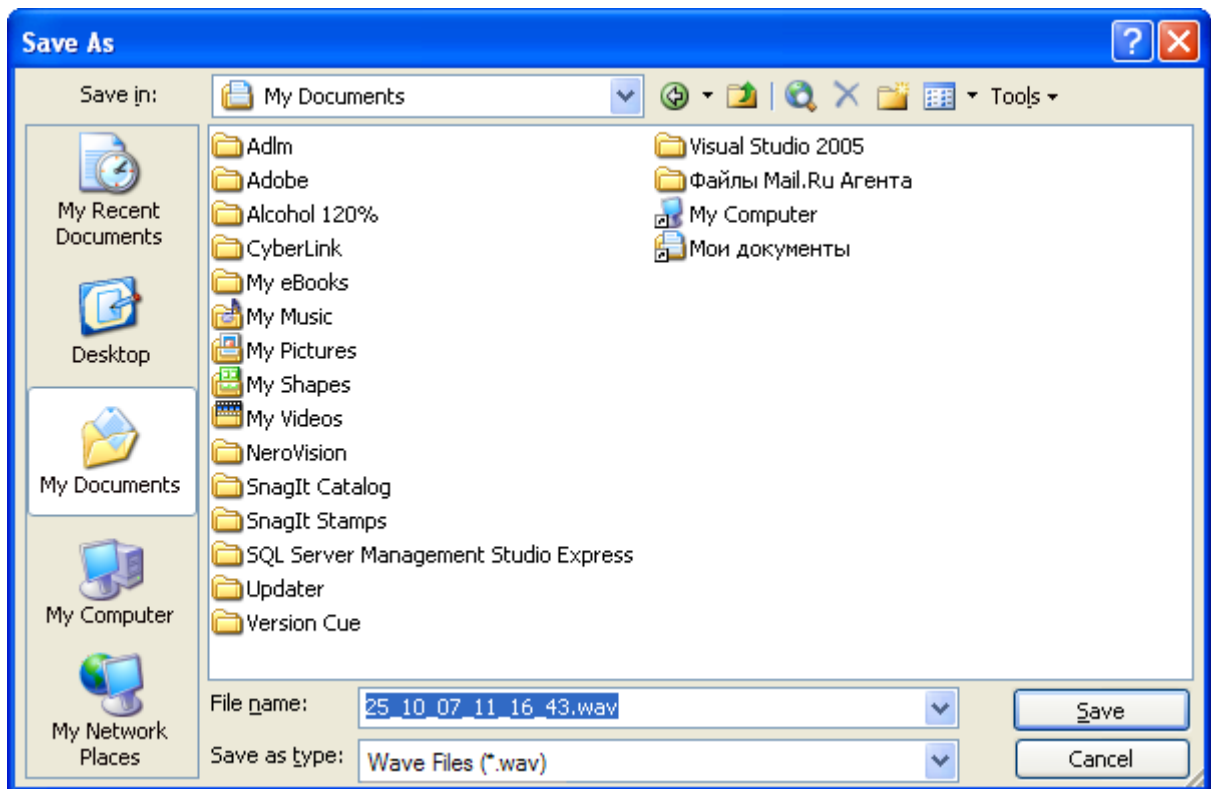 Save As
Save in:
My Documents
Tools
My Recent
Documents
Desktop
My Documents
My Computer
My Network
Places
Adlm
Adobe
Alcohol 120%
CyberLink
My eBooks
My Music
My Pictures
My Shapes
My Videos
NeroVision
SnagIt Catalog
SnagIt Stamps
SQL Server Management Studio Express
Updater
Version Cue
Visual Studio 2005
Файлы Mail.Ru Агента
My Computer
Мои документы
File name:
25_10_07_11_16_43.wav
Save
Save as type:
Wave Files (*.wav)
Cancel